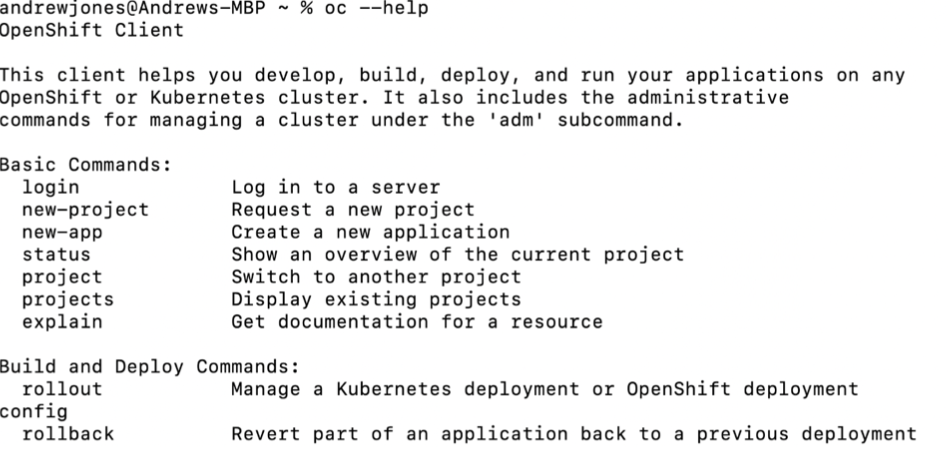 andrewjones@Andrews-MBP ~ % oc --help
OpenShift Client
This client helps you develop, build, deploy, and run your applications on any
OpenShift or Kubernetes cluster. It also includes the administrative
commands for managing a cluster under the 'adm' subcommand.
Basic Commands:
login Log in to a server
new-project Request a new project
new-app Create a new application
status Show an overview of the current project
project Switch to another project
projects Display existing projects
explain Get documentation for a resource
Build and Deploy Commands:
rollout Manage a Kubernetes deployment or OpenShift deployment
config
rollback Revert part of an application back to a previous deployment